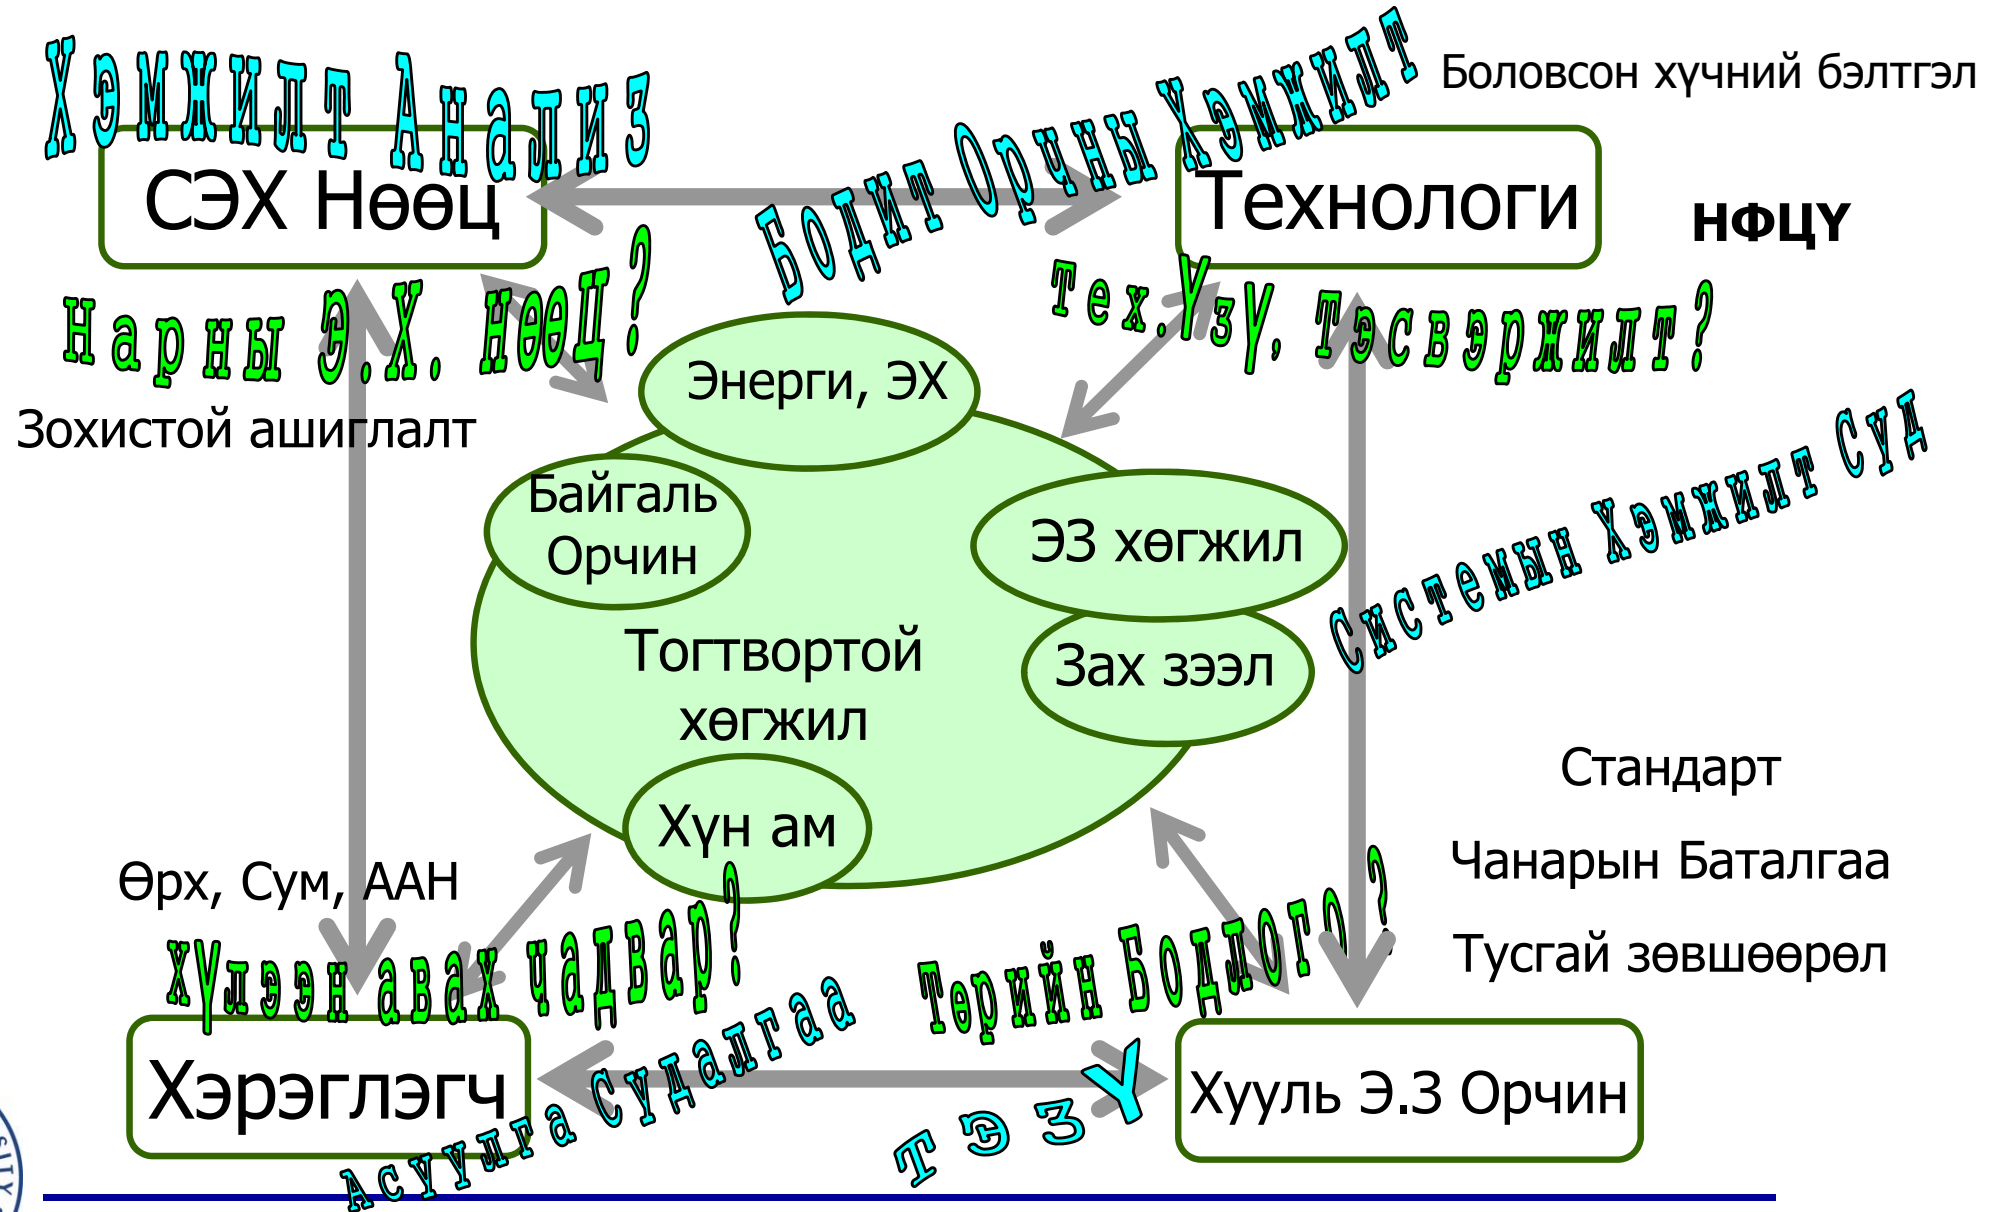 Хэмжилт Анализ
Бодит Орчны Хэмжилт
Боловсон хүчний бэлтгэл
СЭХ Нөөц
Технологи
НФЦҮ
Нарны Э.Х. нөөц?
Тех.ҮзҮ, Тэсвэржилт?
Зохистой ашиглалт
Энерги, ЭХ
Системын Хэмжилт Суд
Байгаль
Орчин
ЭЗ хөгжил
Тогтвортой
хөгжил
Зах зээл
Хүн ам
Стандарт
Чанарын Баталгаа
Тусгай зөвшөөрөл
Өрх, Сум, ААН
хҮлээн авах чадвар?
Төрийн Бодлого ?
Хэрэглэгч
Асуулга Судалгаа
ТЭЗҮ
Хууль Э.З Орчин